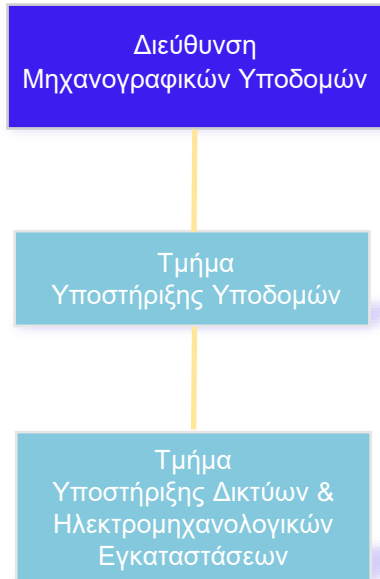 Διεύθυνση
Μηχανογραφικών Υποδομών
Τμήμα
Υποστήριξης Υποδομών
Τμήμα
Υποστήριξης Δικτύων &
Ηλεκτρομηχανολογικών
Εγκαταστάσεων